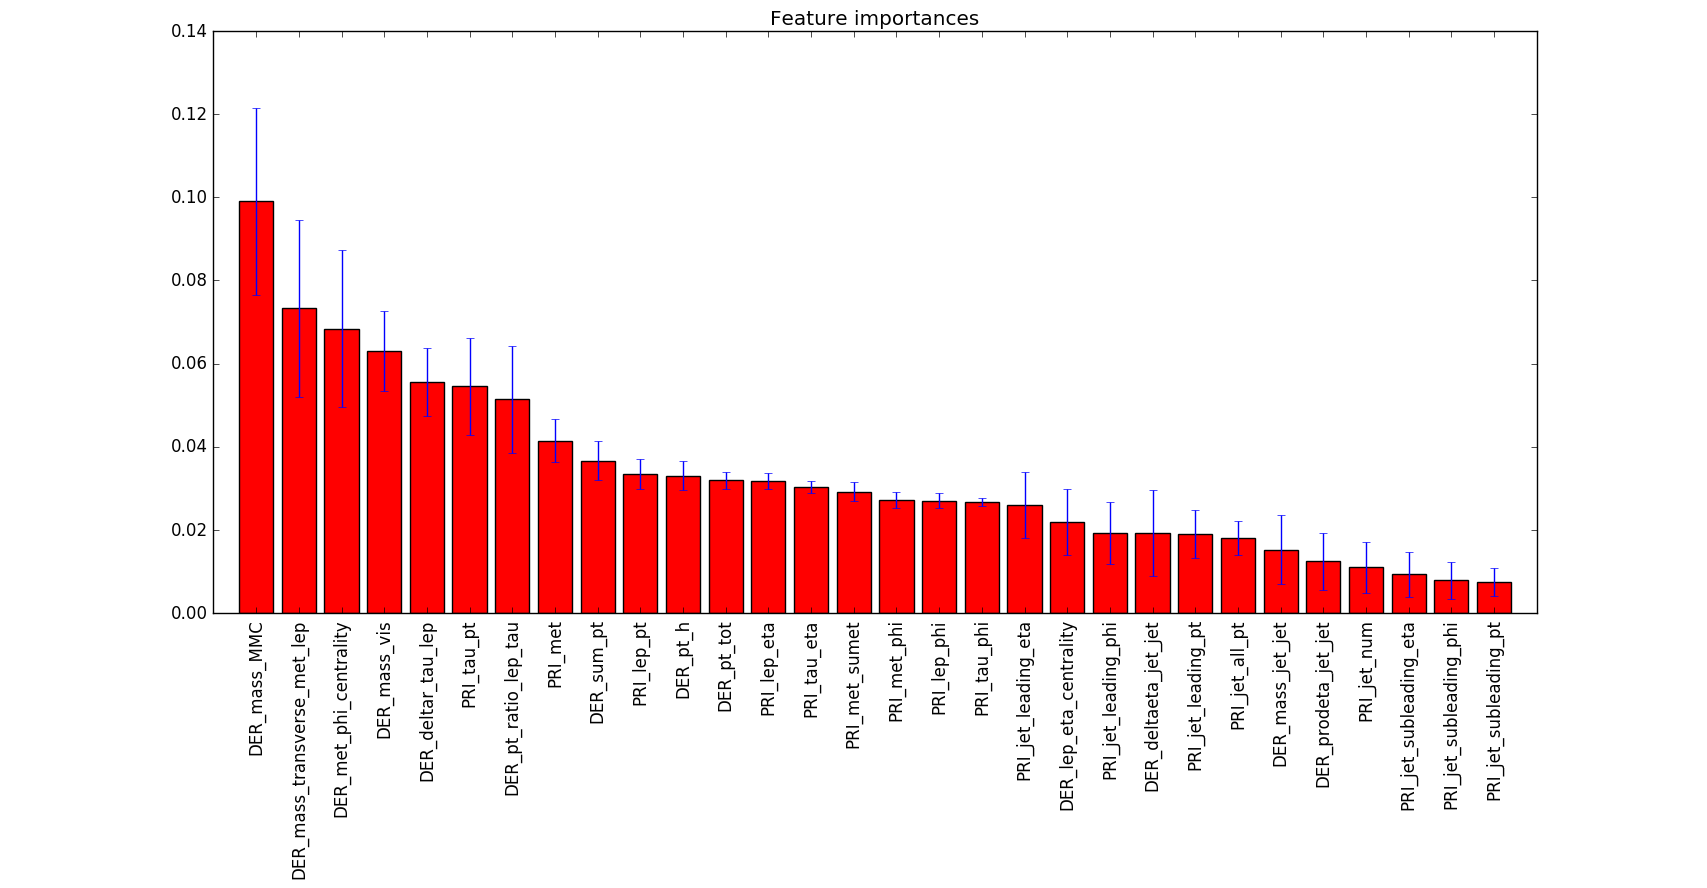 Feature importances
0.14
0.12
0.10
0.08
0.06
0.04
0.02
0.00
DER_mass_MMC
DER_mass_transverse_met_lep
DER_met_phi_centrality
DER_mass_vis
DER_deltar_tau_lep
PRI_tau_pt
DER_pt_ratio_lep_tau
PRI_met
DER_sum_pt
PRI_lep_pt
DER_pt_h
DER_pt_tot
PRI_lep_eta
PRI_tau_eta
PRI_met_sumet
PRI_met_phi
PRI_lep_phi
PRI_tau_phi
PRI_jet_leading_eta
DER_lep_eta_centrality
PRI_jet_leading_phi
DER_deltaeta_jet_jet
PRI_jet_leading_pt
PRI_jet_all_pt
DER_mass_jet_jet
DER_prodeta_jet_jet
PRI_jet_num
PRI_jet_subleading_eta
PRI_jet_subleading_phi
PRI_jet_subleading_pt